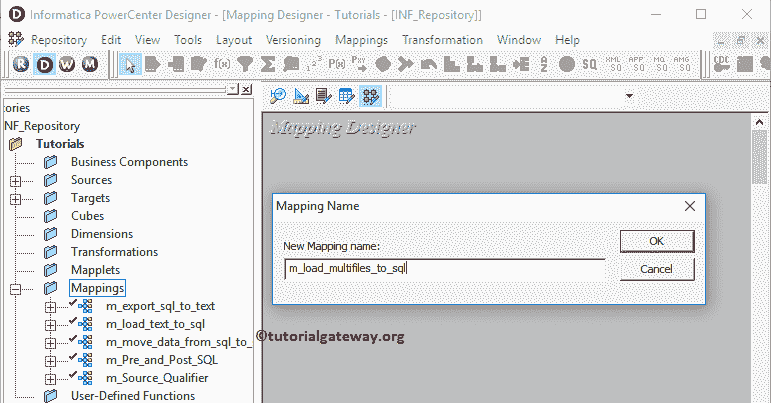 Informatica PowerCenter Designer - [Mapping Designer - Tutorials - [INF_Repository]]
Repository Edit View Tools Layout Versioning Mappings Transformation Window Help
R D W M f(x) Σ 123 P(x) A Z SQ XML SQ APP SQ MQ SQ AMG SQ CDC
tories
INF_Repository
Tutorials
Business Components
Sources
Targets
Cubes
Dimensions
Transformations
Mapplets
Mappings
m_export_sql_to_text
m_load_text_to_sql
m_move_data_from_sql_to_
m_Pre_and_Post_SQL
m_Source_Qualifier
User-Defined Functions
Mapping Designer
Mapping Name
New Mapping name:
m_load_multifiles_to_sql
OK
Cancel
©tutorialgateway.org